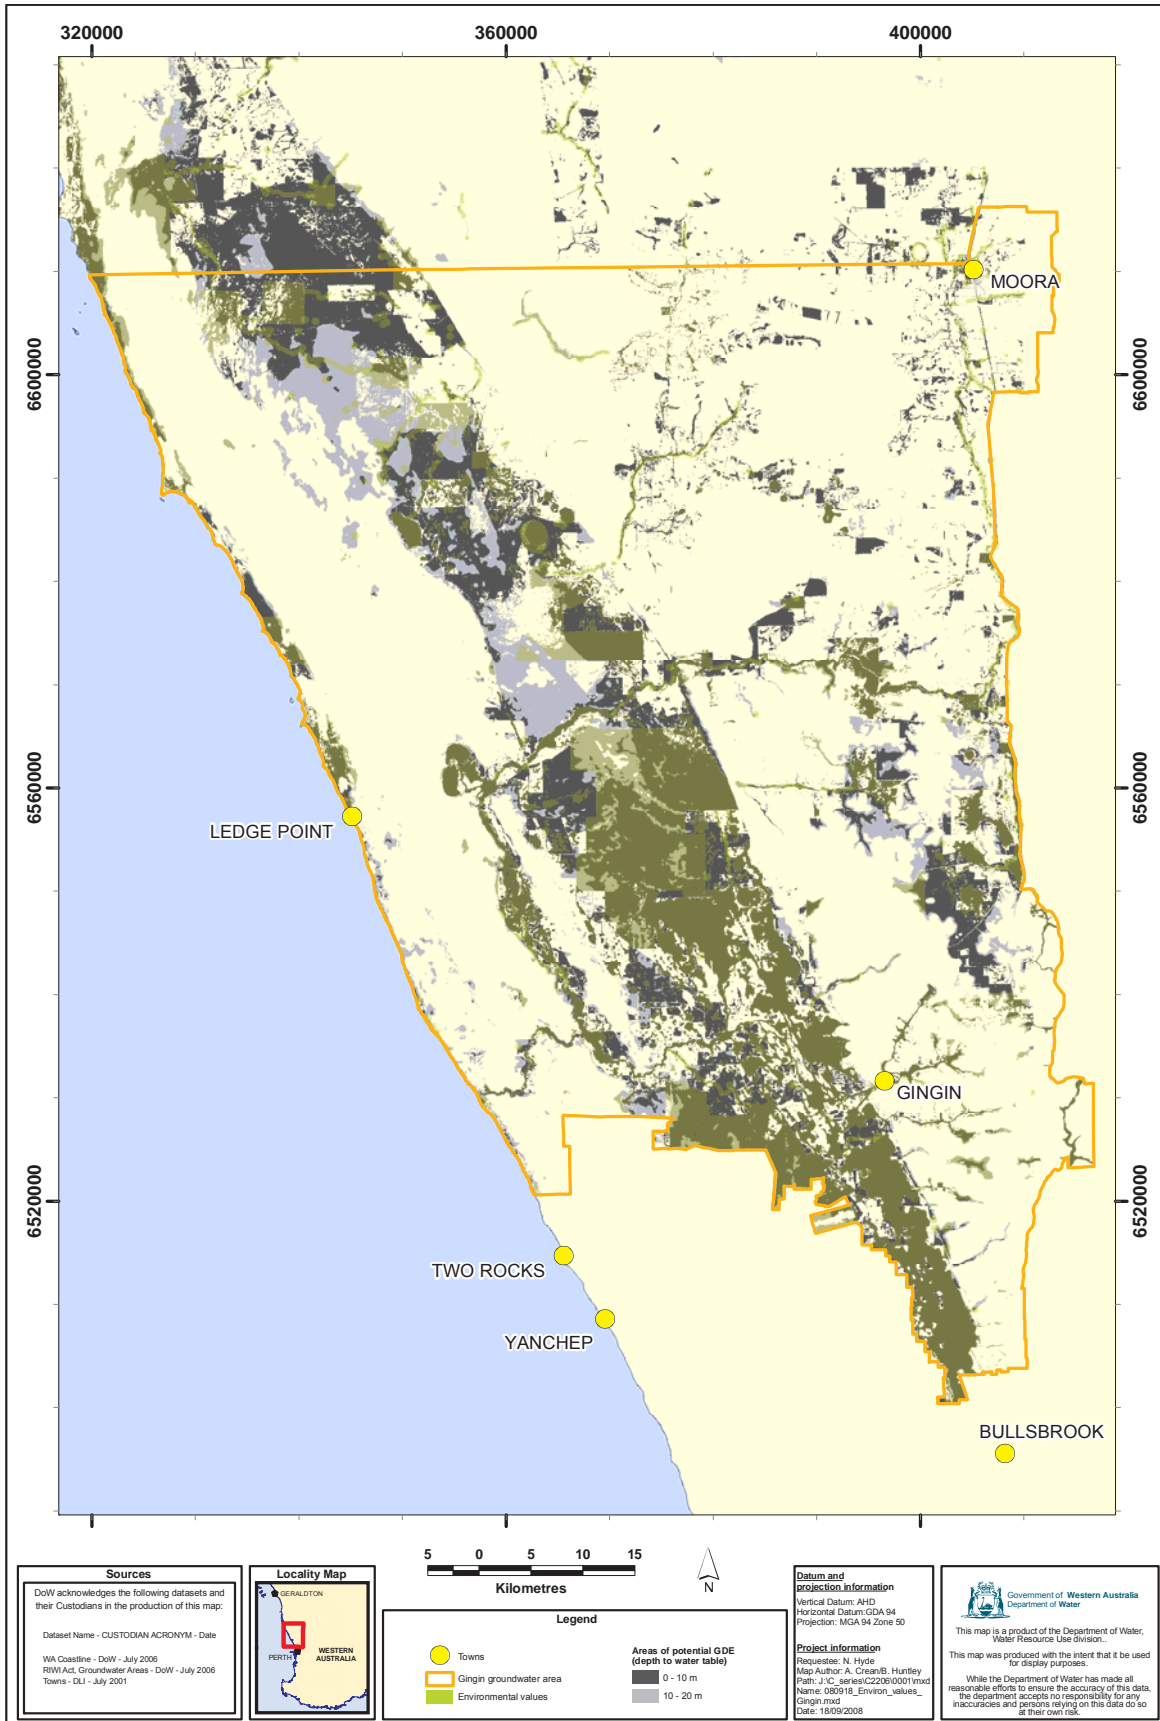 320000
360000
400000
6600000
6600000
6560000
6560000
6520000
6520000
MOORA
LEDGE POINT
GINGIN
TWO ROCKS
YANCHEP
BULLSBROOK
Sources
DoW acknowledges the following datasets and
their Custodians in the production of this map:
Dataset Name - CUSTODIAN ACRONYM - Date
WA Coastline - DoW - July 2006
RIWI Act, Groundwater Areas - DoW - July 2006
Towns - DLI - July 2001
Locality Map
GERALDTON
PERTH
WESTERN
AUSTRALIA
5 0 5 10 15
Kilometres
N
Legend
Towns
Gingin groundwater area
Environmental values
Areas of potential GDE
(depth to water table)
0 - 10 m
10 - 20 m
Datum and
projection information
Vertical Datum: AHD
Horizontal Datum:GDA 94
Projection: MGA 94 Zone 50
Project information
Requestee: N. Hyde
Map Author: A. Crean/B. Huntley
Path: J:\C_series\C2206\0001\mxd
Name: 080918_Environ_values_
Gingin.mxd
Date: 18/09/2008
Government of Western Australia
Department of Water
This map is a product of the Department of Water,
Water Resource Use division..
This map was produced with the intent that it be used
for display purposes.
While the Department of Water has made all
reasonable efforts to ensure the accuracy of this data,
the department accepts no responsibility for any
inaccuracies and persons relying on this data do so
at their own risk.